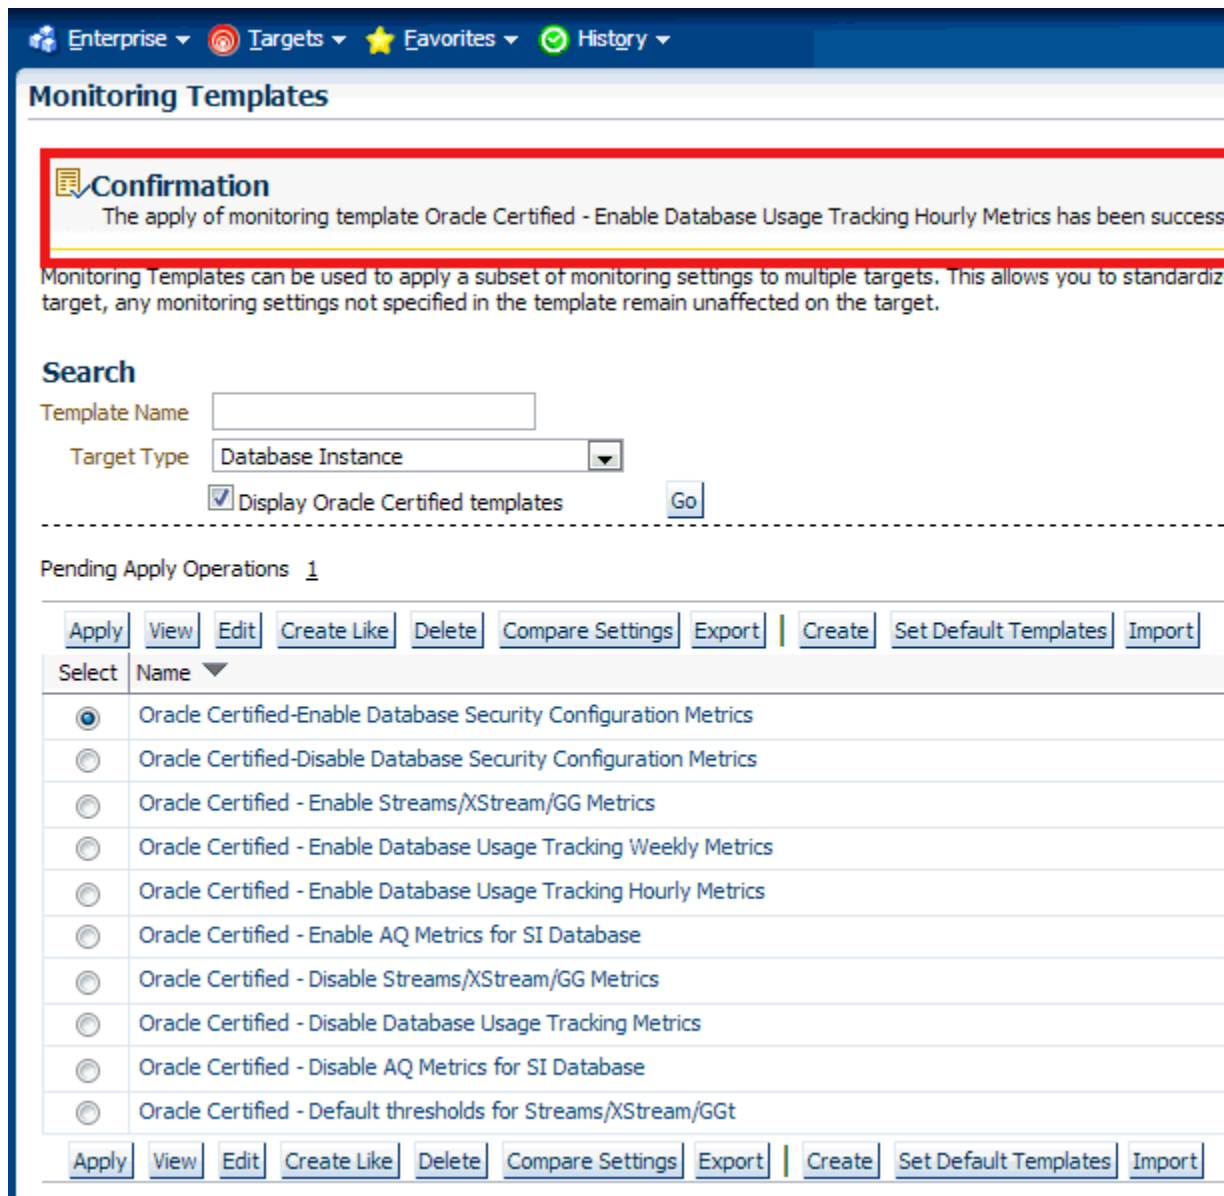 Enterprise Targets Favorites History
Monitoring Templates
Confirmation
The apply of monitoring template Oracle Certified - Enable Database Usage Tracking Hourly Metrics has been success
Monitoring Templates can be used to apply a subset of monitoring settings to multiple targets. This allows you to standardiz
target, any monitoring settings not specified in the template remain unaffected on the target.
Search
Template Name
Target Type Database Instance
Display Oracle Certified templates Go
Pending Apply Operations 1
Apply View Edit Create Like Delete Compare Settings Export Create Set Default Templates Import
Select Name
Oracle Certified-Enable Database Security Configuration Metrics
Oracle Certified-Disable Database Security Configuration Metrics
Oracle Certified - Enable Streams/XStream/GG Metrics
Oracle Certified - Enable Database Usage Tracking Weekly Metrics
Oracle Certified - Enable Database Usage Tracking Hourly Metrics
Oracle Certified - Enable AQ Metrics for SI Database
Oracle Certified - Disable Streams/XStream/GG Metrics
Oracle Certified - Disable Database Usage Tracking Metrics
Oracle Certified - Disable AQ Metrics for SI Database
Oracle Certified - Default thresholds for Streams/XStream/GGt
Apply View Edit Create Like Delete Compare Settings Export Create Set Default Templates Import